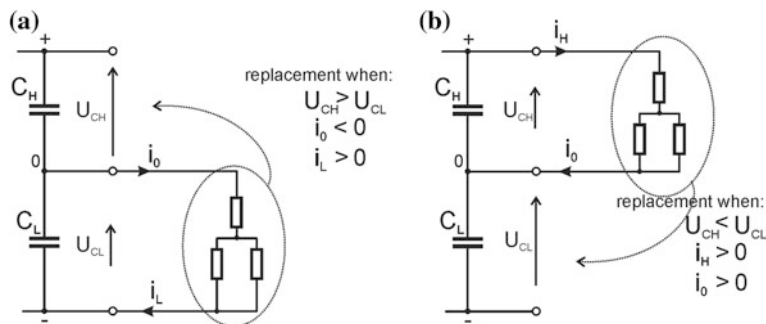 (a)
+
C_H
U_CH
0
i_0
C_L
U_CL
i_L
-
replacement when:
U_CH > U_CL
i_0 < 0
i_L > 0
(b)
+
i_H
C_H
U_CH
0
i_0
C_L
U_CL
-
replacement when:
U_CH < U_CL
i_H > 0
i_0 > 0